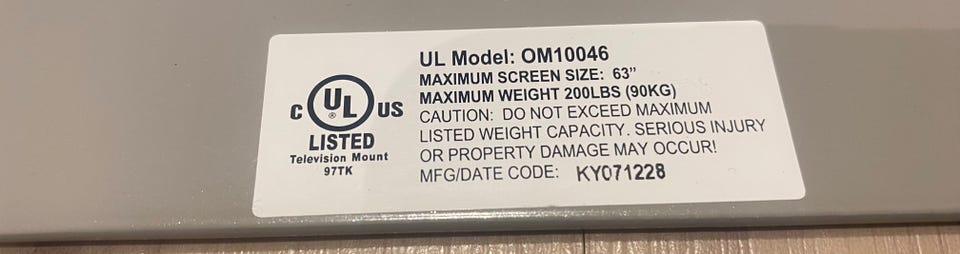 C UL US
®
LISTED
Television Mount
97TK
UL Model: OM10046
MAXIMUM SCREEN SIZE: 63”
MAXIMUM WEIGHT 200LBS (90KG)
CAUTION: DO NOT EXCEED MAXIMUM
LISTED WEIGHT CAPACITY. SERIOUS INJURY
OR PROPERTY DAMAGE MAY OCCUR!
MFG/DATE CODE: KY071228